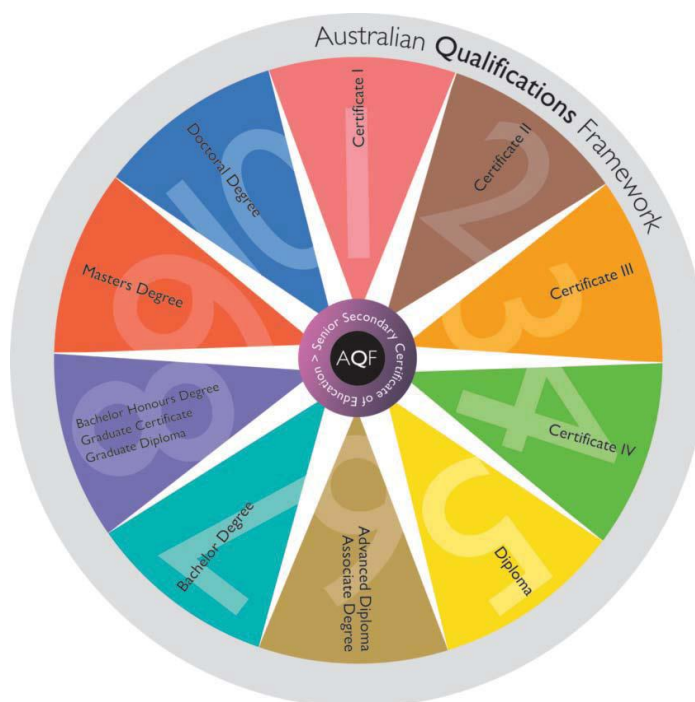 Australian Qualifications Framework
1
Certificate I
2
Certificate II
3
Certificate III
4
Certificate IV
5
Diploma
6
Advanced Diploma
Associate Degree
7
Bachelor Degree
8
Bachelor Honours Degree
Graduate Certificate
Graduate Diploma
9
Masters Degree
10
Doctoral Degree
Senior Secondary Certificate of Education >
AQF